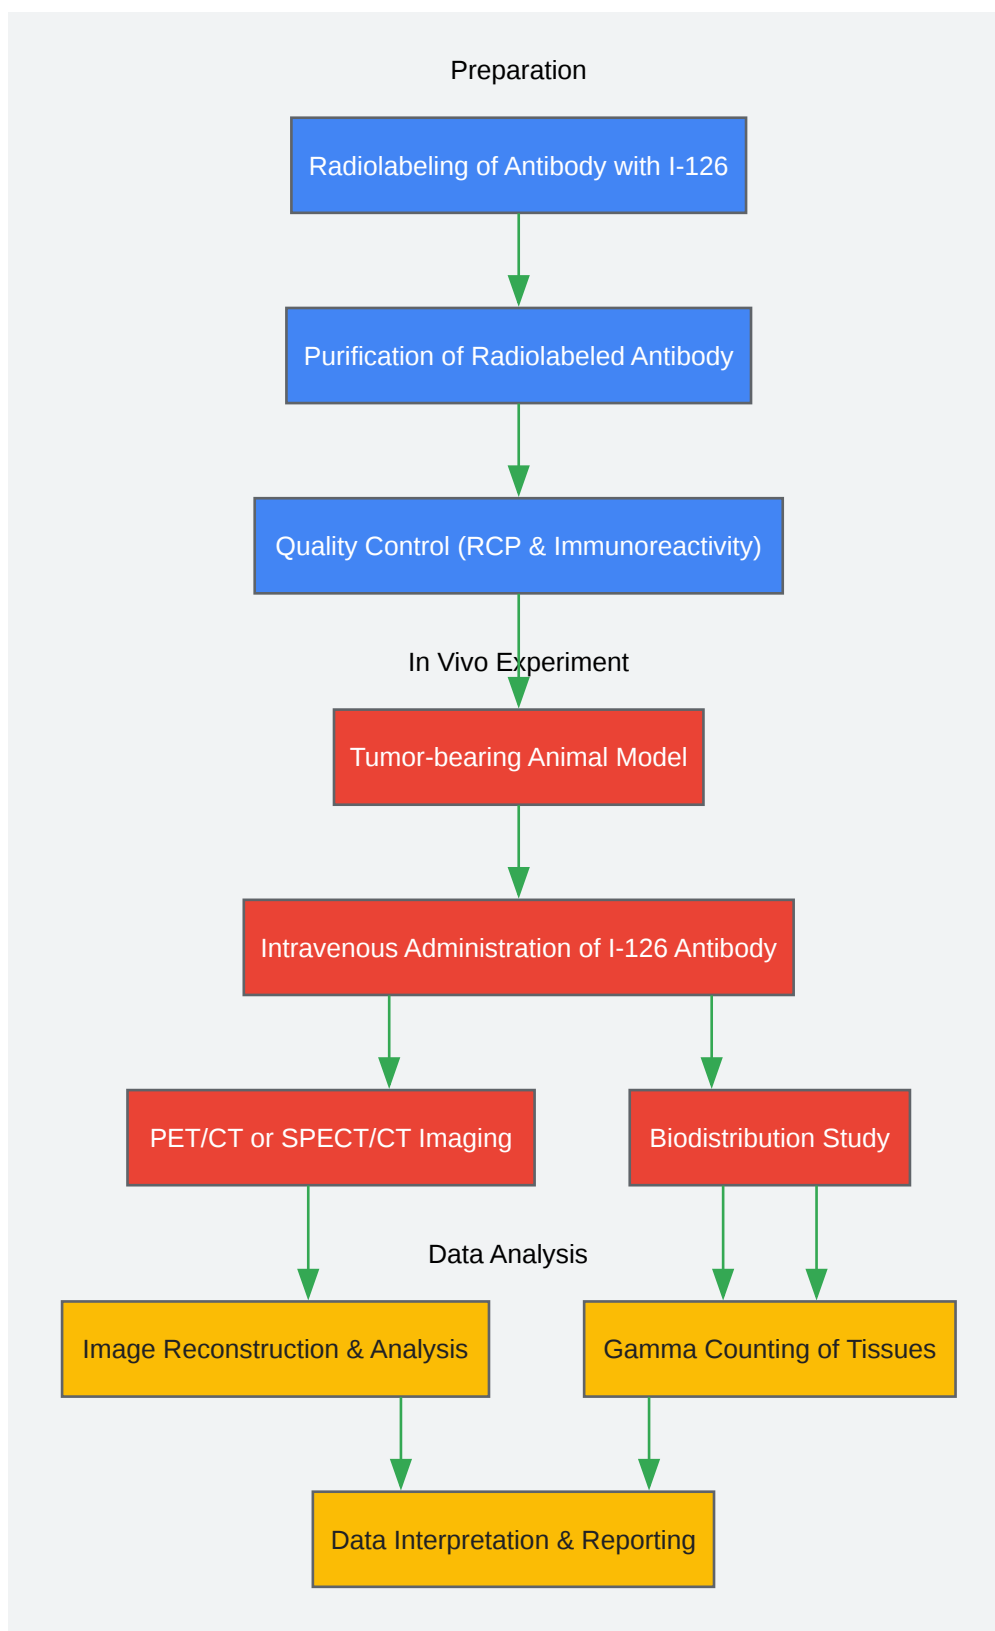 Preparation
Radiolabeling of Antibody with I-126
Purification of Radiolabeled Antibody
Quality Control (RCP & Immunoreactivity)
In Vivo Experiment
Tumor-bearing Animal Model
Intravenous Administration of I-126 Antibody
PET/CT or SPECT/CT Imaging
Biodistribution Study
Data Analysis
Image Reconstruction & Analysis
Gamma Counting of Tissues
Data Interpretation & Reporting